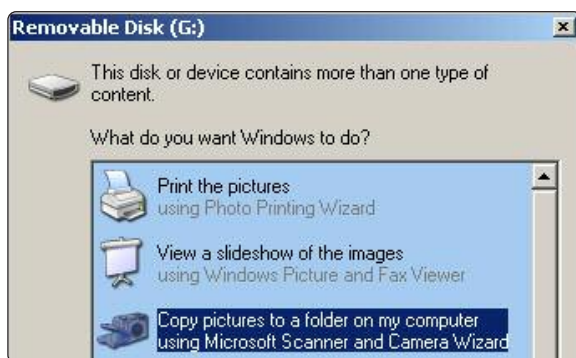 Removable Disk (G:)
This disk or device contains more than one type of
content.
What do you want Windows to do?
Print the pictures
using Photo Printing Wizard
View a slideshow of the images
using Windows Picture and Fax Viewer
Copy pictures to a folder on my computer
using Microsoft Scanner and Camera Wizard